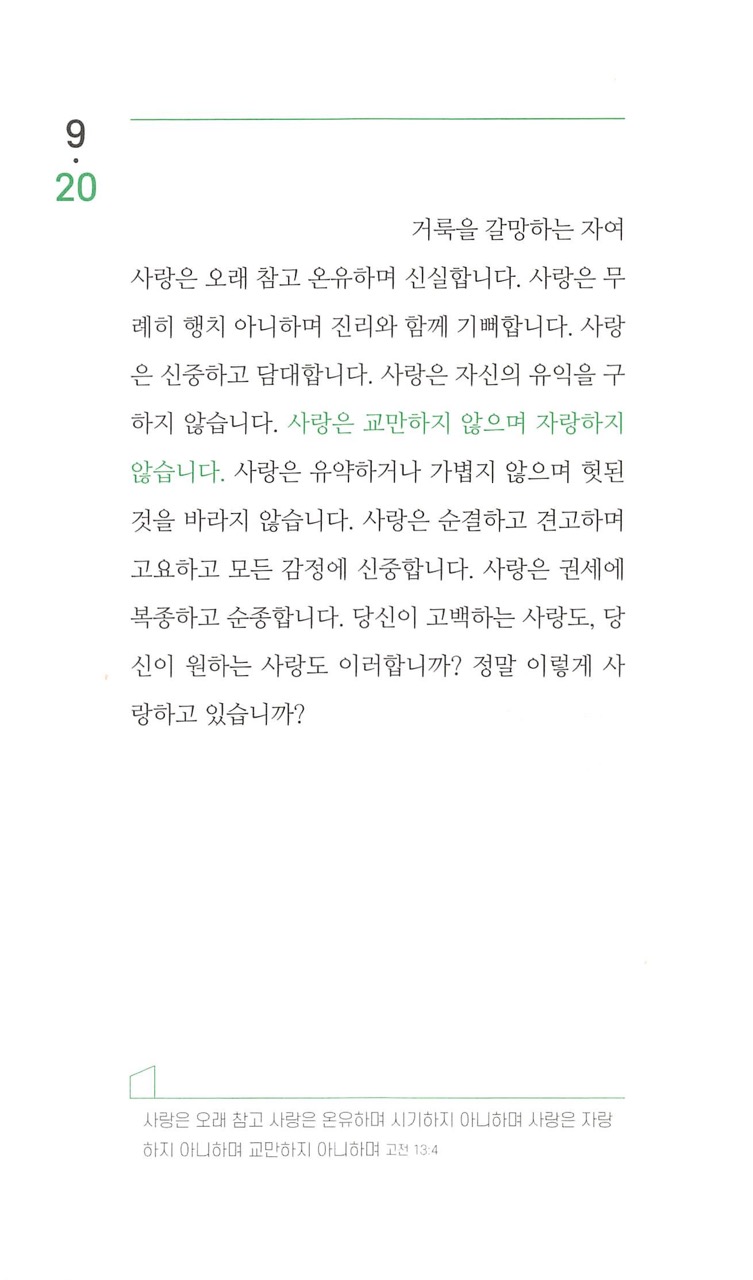 9
·
20
거룩을 갈망하는 자여
사랑은 오래 참고 온유하며 신실합니다. 사랑은 무
례히 행치 아니하며 진리와 함께 기뻐합니다. 사랑
은 신중하고 담대합니다. 사랑은 자신의 유익을 구
하지 않습니다. 사랑은 교만하지 않으며 자랑하지
않습니다. 사랑은 유약하거나 가볍지 않으며 헛된
것을 바라지 않습니다. 사랑은 순결하고 견고하며
고요하고 모든 감정에 신중합니다. 사랑은 권세에
복종하고 순종합니다. 당신이 고백하는 사랑도, 당
신이 원하는 사랑도 이러합니까? 정말 이렇게 사
랑하고 있습니까?
사랑은 오래 참고 사랑은 온유하며 시기하지 아니하며 사랑은 자랑
하지 아니하며 교만하지 아니하며 고전 13:4